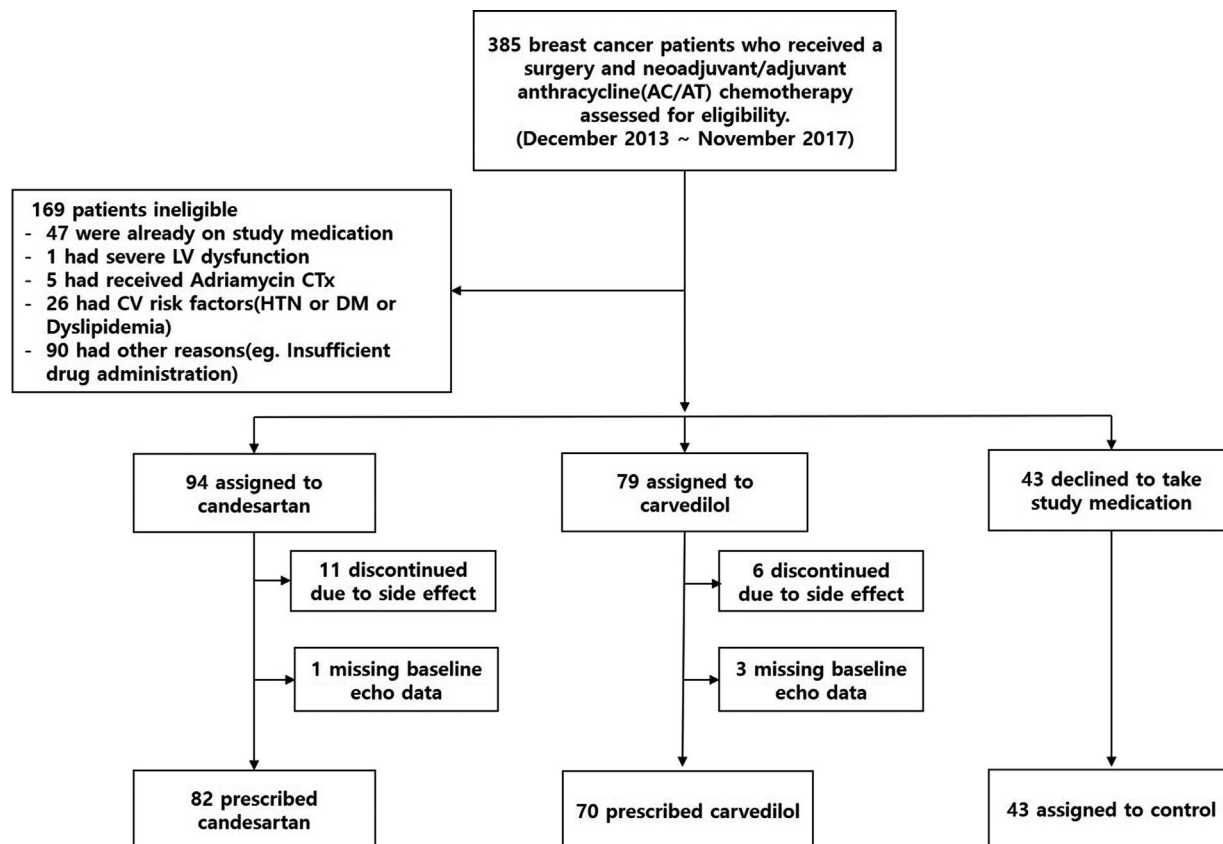 385 breast cancer patients who received a
surgery and neoadjuvant/adjuvant
anthracycline(AC/AT) chemotherapy
assessed for eligibility.
(December 2013 ~ November 2017)
169 patients ineligible
- 47 were already on study medication
- 1 had severe LV dysfunction
- 5 had received Adriamycin CTx
- 26 had CV risk factors(HTN or DM or
Dyslipidemia)
- 90 had other reasons(eg. Insufficient
drug administration)
94 assigned to
candesartan
79 assigned to
carvedilol
43 declined to take
study medication
11 discontinued
due to side effect
6 discontinued
due to side effect
1 missing baseline
echo data
3 missing baseline
echo data
82 prescribed
candesartan
70 prescribed carvedilol
43 assigned to control